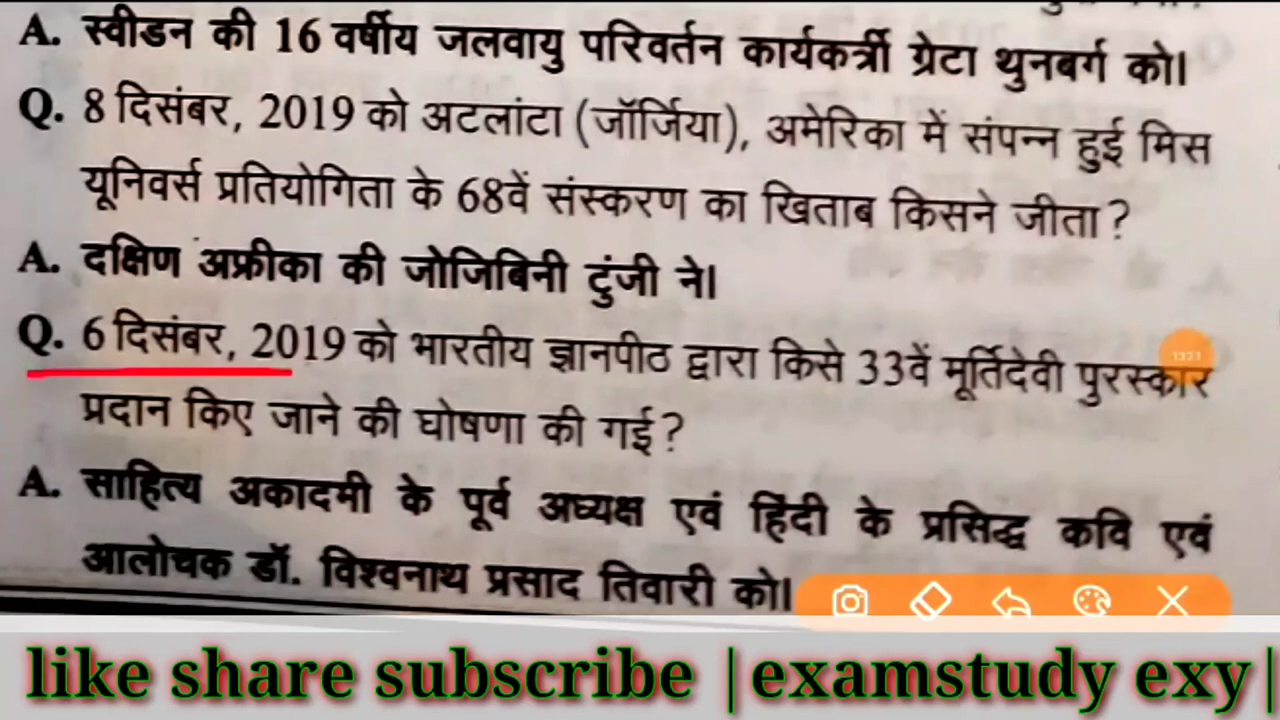 A. स्वीडन की 16 वर्षीय जलवायु परिवर्तन कार्यकर्त्री ग्रेटा थुनबर्ग को।
Q. 8 दिसंबर, 2019 को अटलांटा (जॉर्जिया), अमेरिका में संपन्न हुई मिस
यूनिवर्स प्रतियोगिता के 68वें संस्करण का खिताब किसने जीता?
A. दक्षिण अफ्रीका की जोजिबिनी टुंजी ने।
Q. 6 दिसंबर, 2019 को भारतीय ज्ञानपीठ द्वारा किसे 33वें मूर्तिदेवी पुरस्कार
प्रदान किए जाने की घोषणा की गई?
A. साहित्य अकादमी के पूर्व अध्यक्ष एवं हिंदी के प्रसिद्ध कवि एवं
आलोचक डॉ. विश्वनाथ प्रसाद तिवारी को।
like share subscribe |examstudy exy|